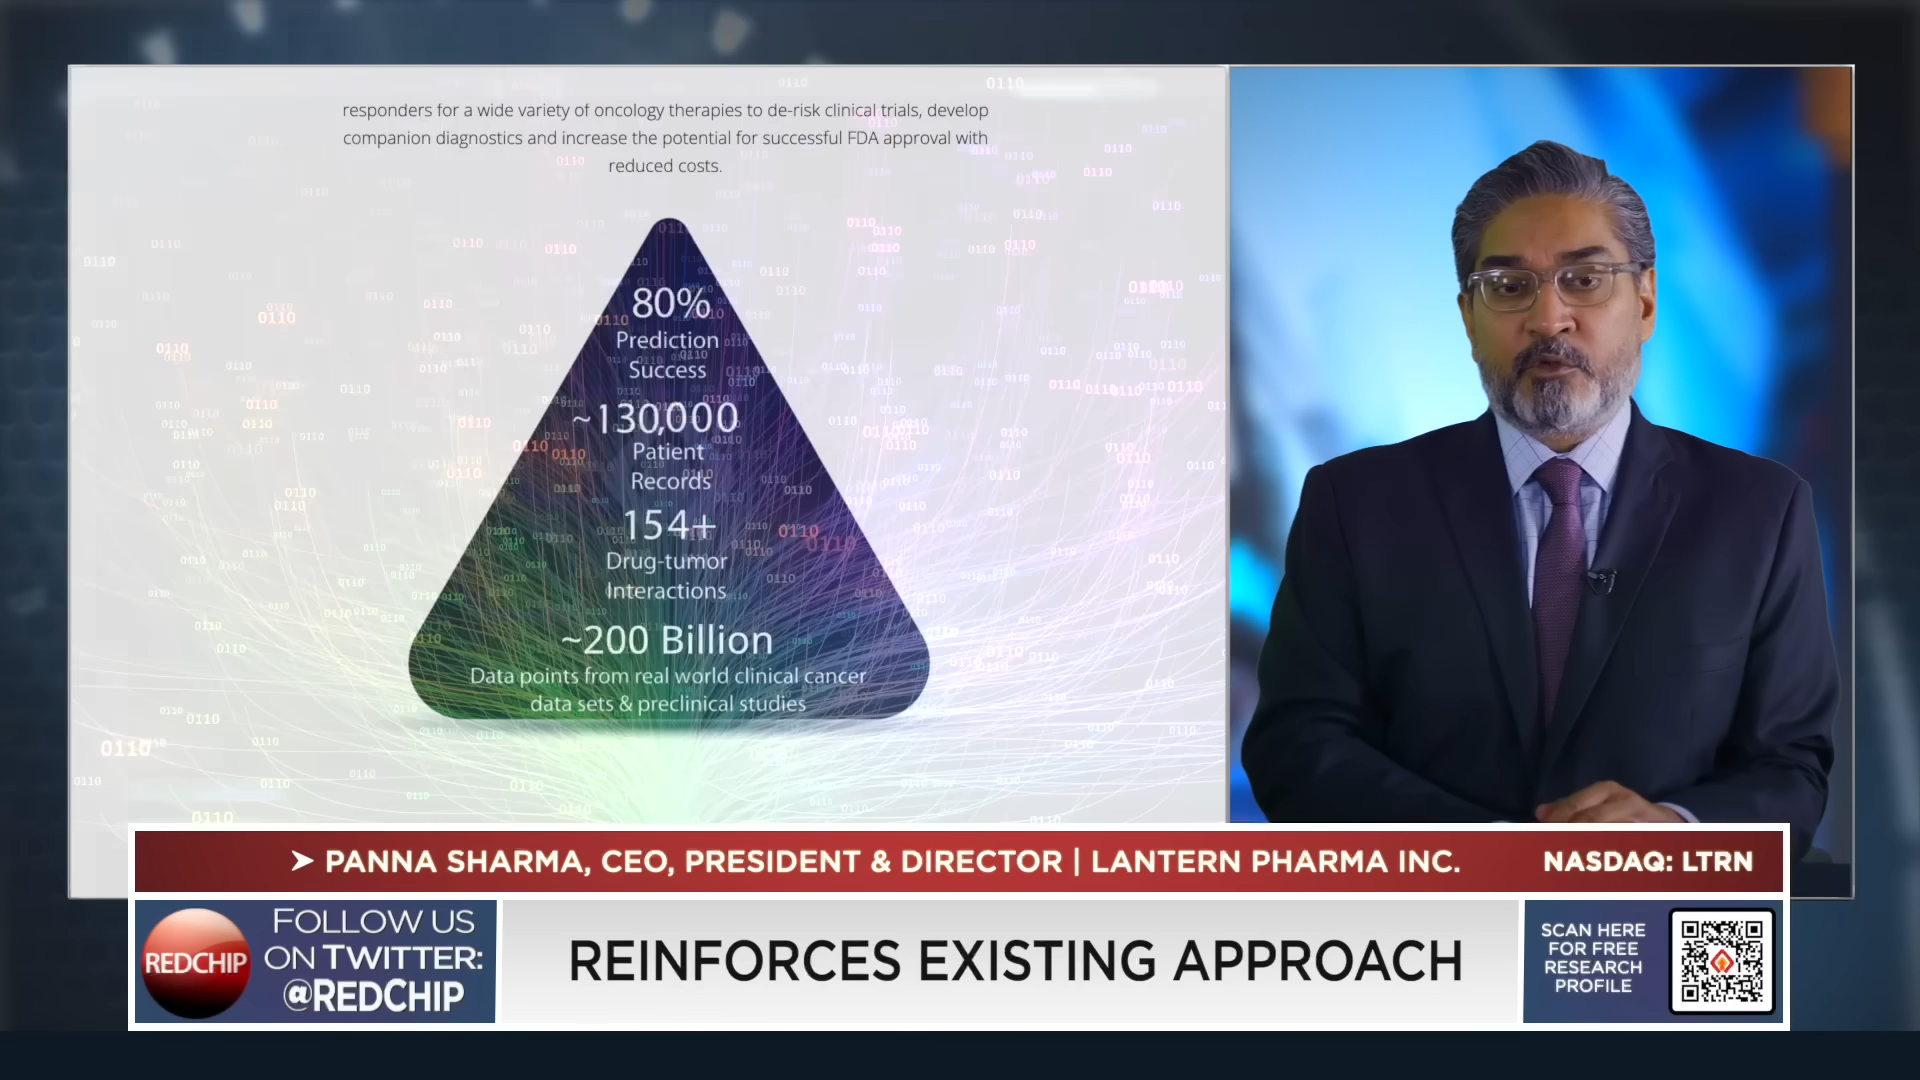 responders for a wide variety of oncology therapies to de-risk clinical trials, develop
companion diagnostics and increase the potential for successful FDA approval with
reduced costs.
80%
Prediction
Success
~130,000
Patient
Records
154+
Drug-tumor
Interactions
~200 Billion
Data points from real world clinical cancer
data sets & preclinical studies
➤ PANNA SHARMA, CEO, PRESIDENT & DIRECTOR | LANTERN PHARMA INC. NASDAQ: LTRN
REDCHIP
FOLLOW US
ON TWITTER:
@REDCHIP
REINFORCES EXISTING APPROACH
SCAN HERE
FOR FREE
RESEARCH
PROFILE